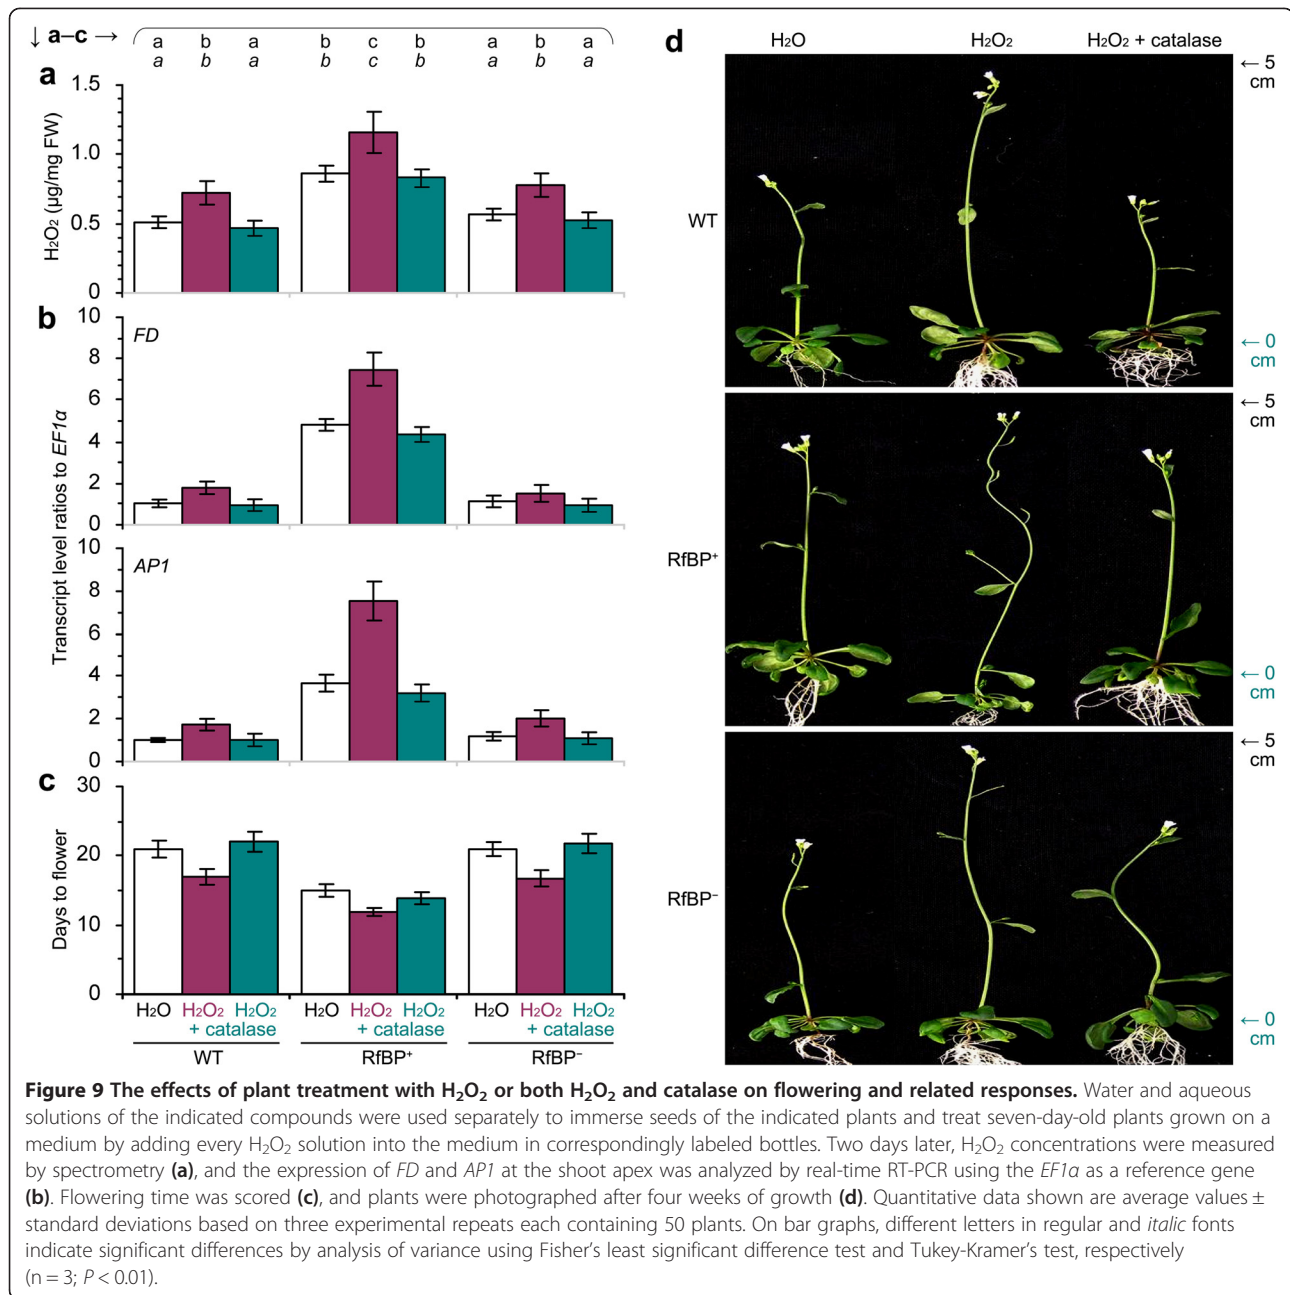 ↓ a–c →
a b a b c b a b a
a b a b c b a b a
a
1.5
1.0
0.5
0
H2O2 (µg/mg FW)
b
FD
10
8
6
4
2
0
AP1
10
8
6
4
2
0
Transcript level ratios to EF1α
c
30
20
10
0
Days to flower
H2O H2O2 H2O2 H2O H2O2 H2O2 H2O H2O2 H2O2
+ catalase + catalase + catalase
WT RfBP⁺ RfBP⁻
d
H2O H2O2 H2O2 + catalase
WT
← 5
cm
← 0
cm
RfBP⁺
← 5
cm
← 0
cm
RfBP⁻
← 5
cm
← 0
cm
Figure 9 The effects of plant treatment with H2O2 or both H2O2 and catalase on flowering and related responses. Water and aqueous
solutions of the indicated compounds were used separately to immerse seeds of the indicated plants and treat seven-day-old plants grown on a
medium by adding every H2O2 solution into the medium in correspondingly labeled bottles. Two days later, H2O2 concentrations were measured
by spectrometry (a), and the expression of FD and AP1 at the shoot apex was analyzed by real-time RT-PCR using the EF1α as a reference gene
(b). Flowering time was scored (c), and plants were photographed after four weeks of growth (d). Quantitative data shown are average values ±
standard deviations based on three experimental repeats each containing 50 plants. On bar graphs, different letters in regular and italic fonts
indicate significant differences by analysis of variance using Fisher's least significant difference test and Tukey-Kramer's test, respectively
(n = 3; P < 0.01).